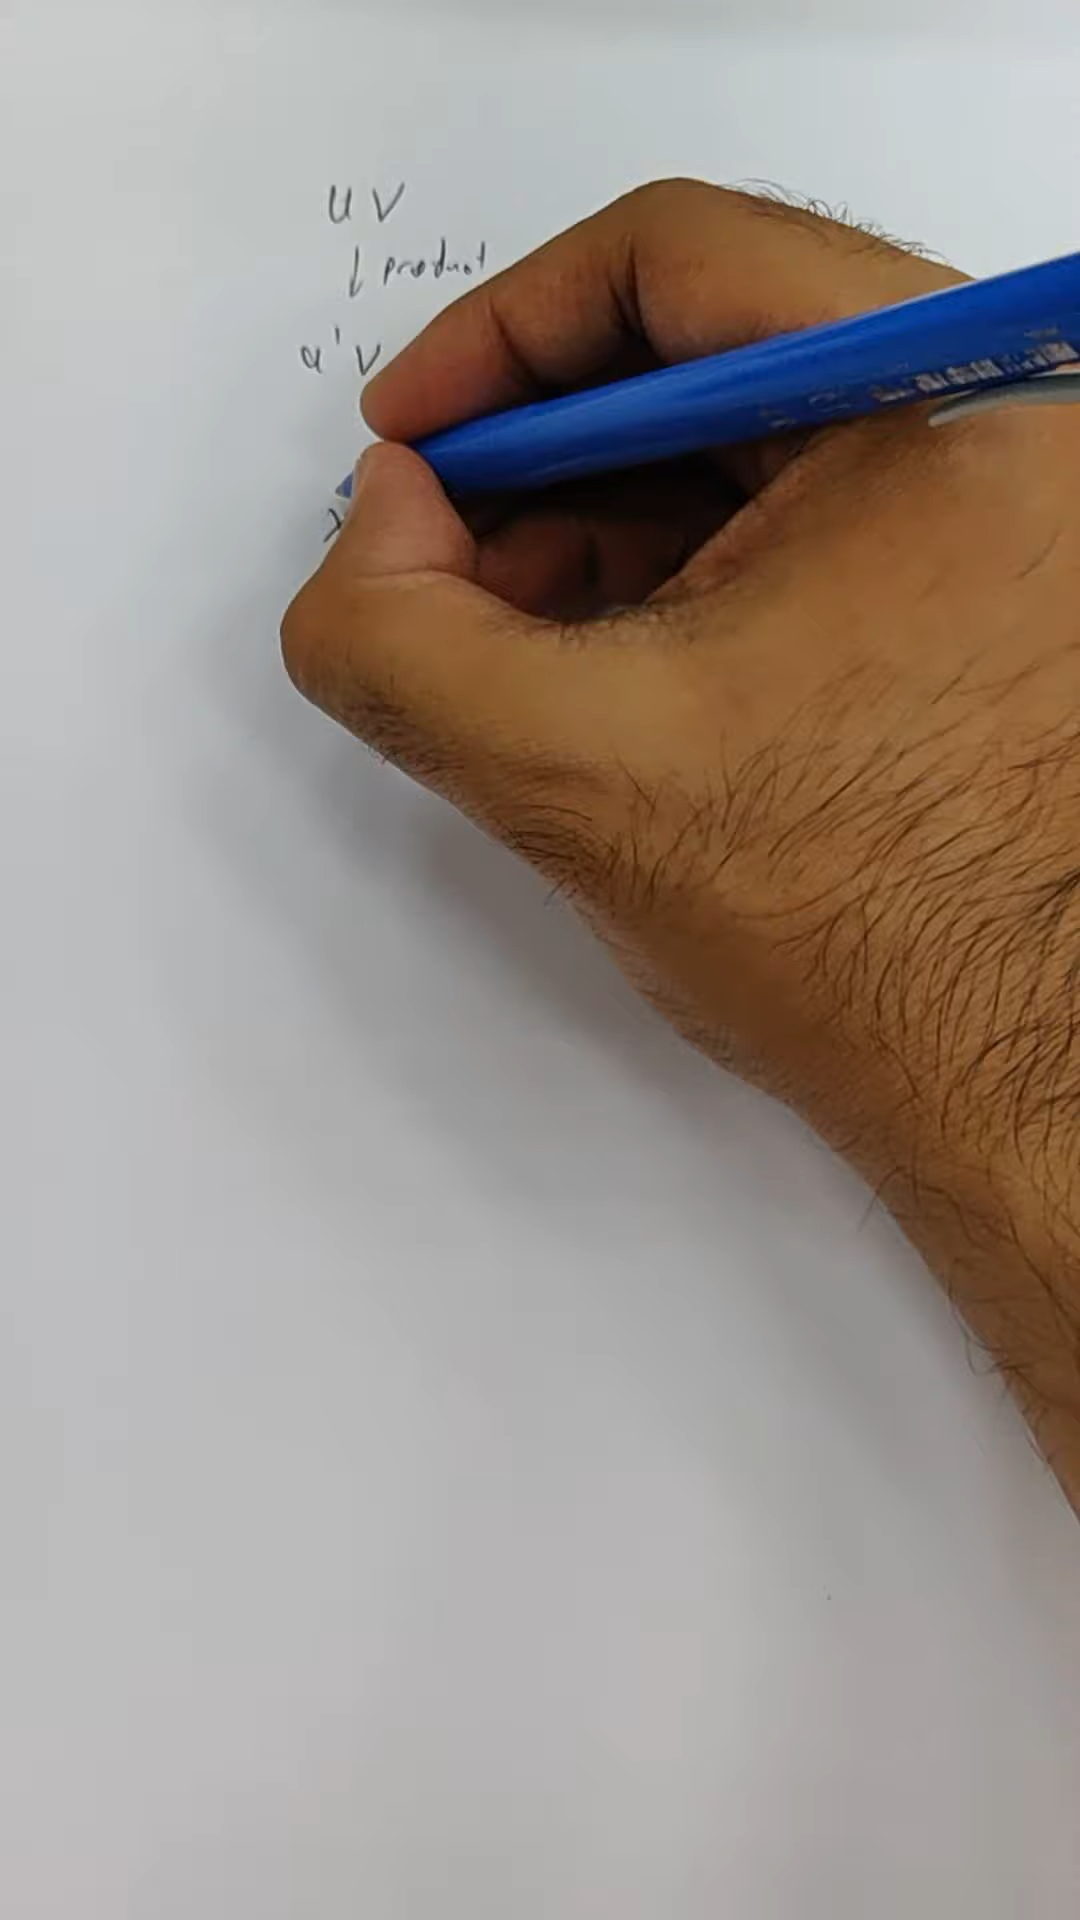 u v
↓ product
u'v
x